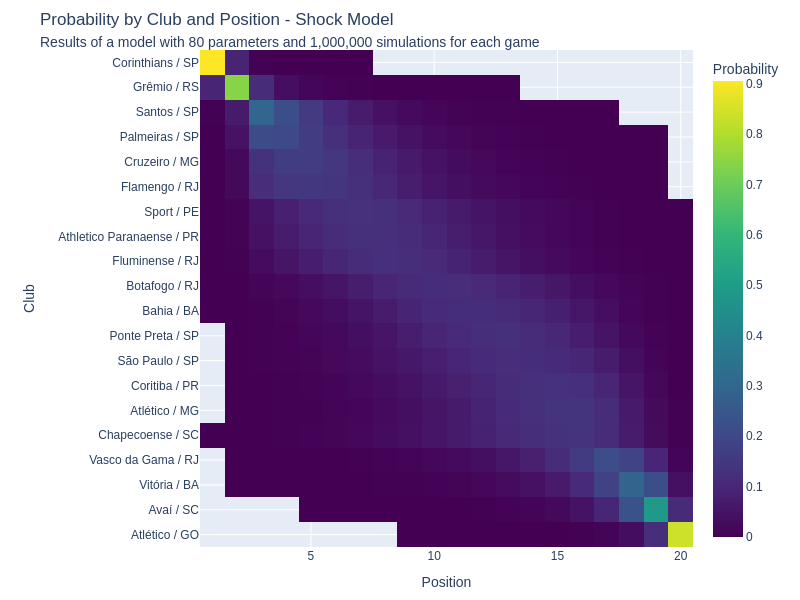 Probability by Club and Position - Shock Model
Results of a model with 80 parameters and 1,000,000 simulations for each game
Probability
Club
Corinthians / SP
Grêmio / RS
Santos / SP
Palmeiras / SP
Cruzeiro / MG
Flamengo / RJ
Sport / PE
Athletico Paranaense / PR
Fluminense / RJ
Botafogo / RJ
Bahia / BA
Ponte Preta / SP
São Paulo / SP
Coritiba / PR
Atlético / MG
Chapecoense / SC
Vasco da Gama / RJ
Vitória / BA
Avaí / SC
Atlético / GO
0.9
0.8
0.7
0.6
0.5
0.4
0.3
0.2
0.1
0
5 10 15 20
Position